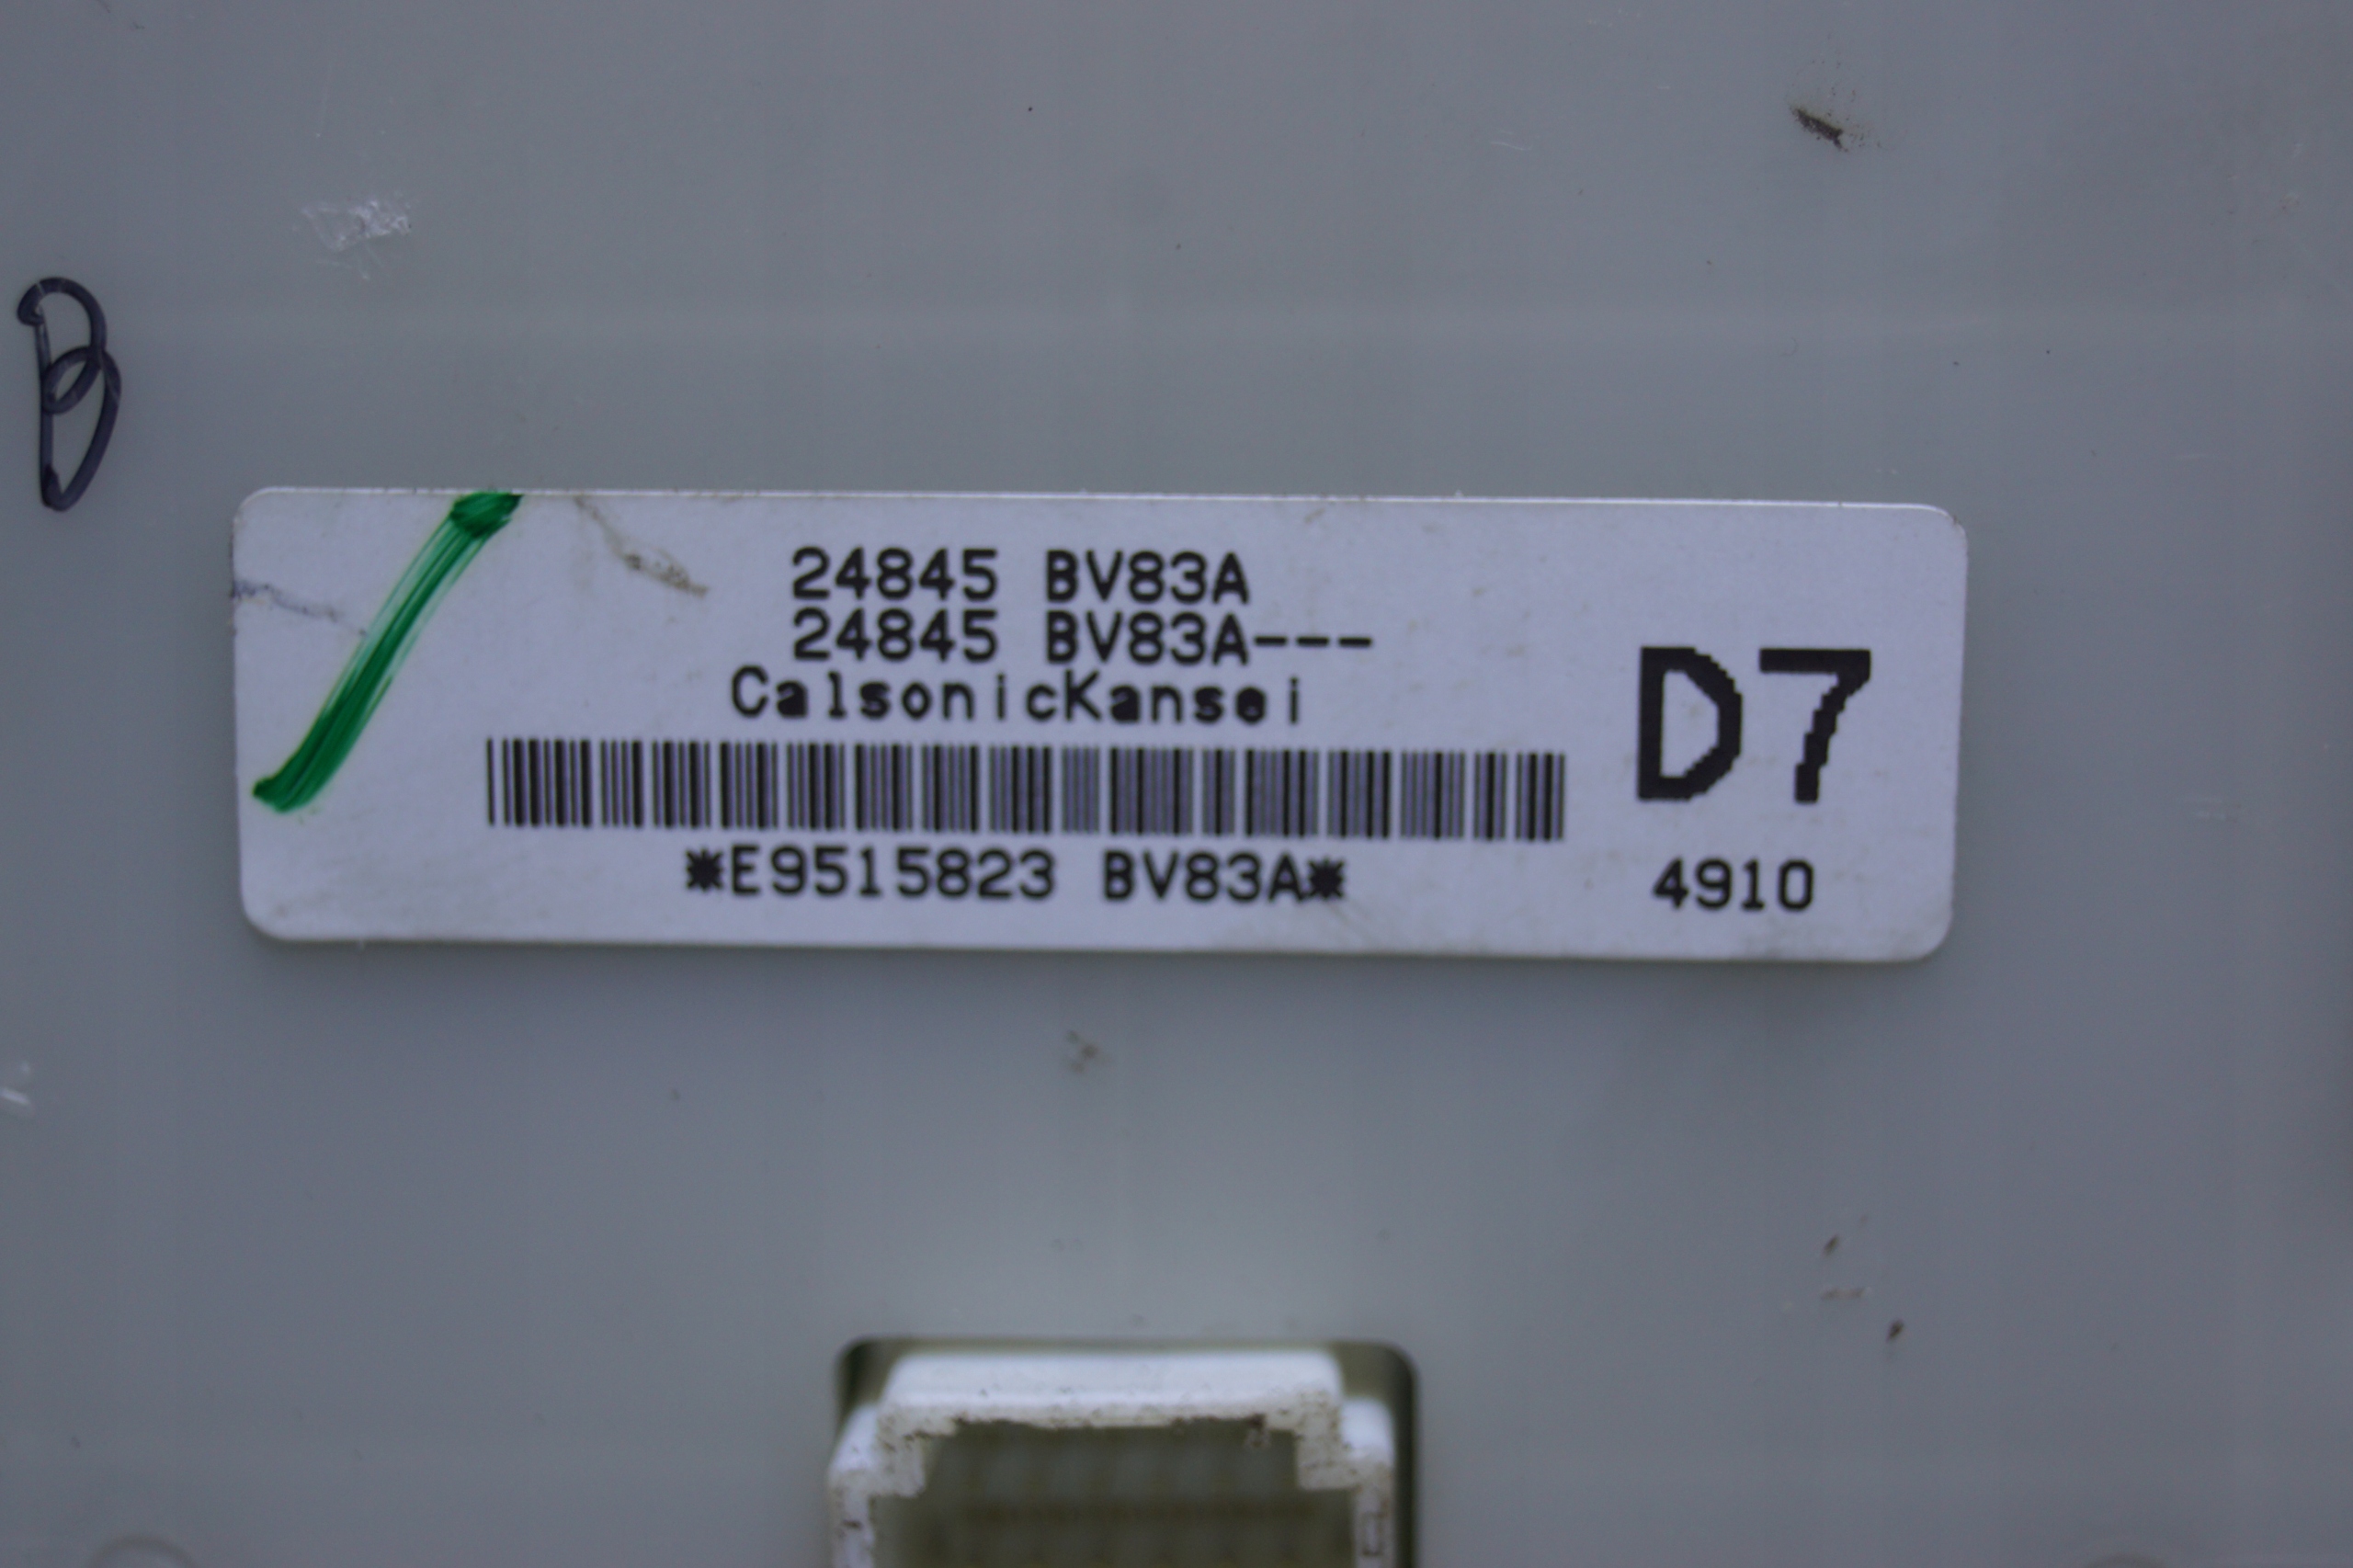 B
24845 BV83A
24845 BV83A---
CalsonicKansei
D7
*E9515823 BV83A*
4910